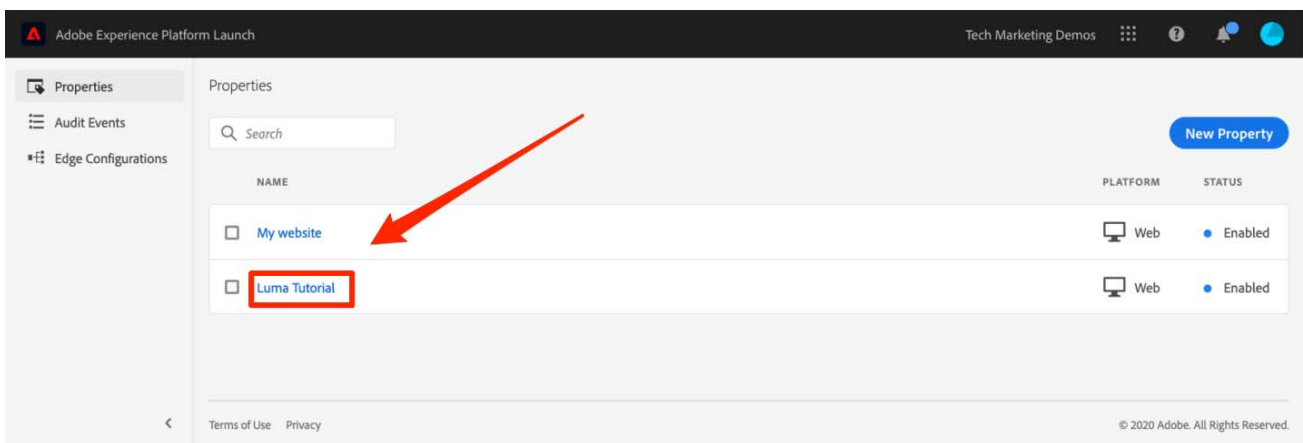 Adobe Experience Platform Launch
Tech Marketing Demos
Properties
Audit Events
Edge Configurations
Properties
Search
New Property
NAME PLATFORM STATUS
My website Web Enabled
Luma Tutorial Web Enabled
Terms of Use Privacy
© 2020 Adobe. All Rights Reserved.